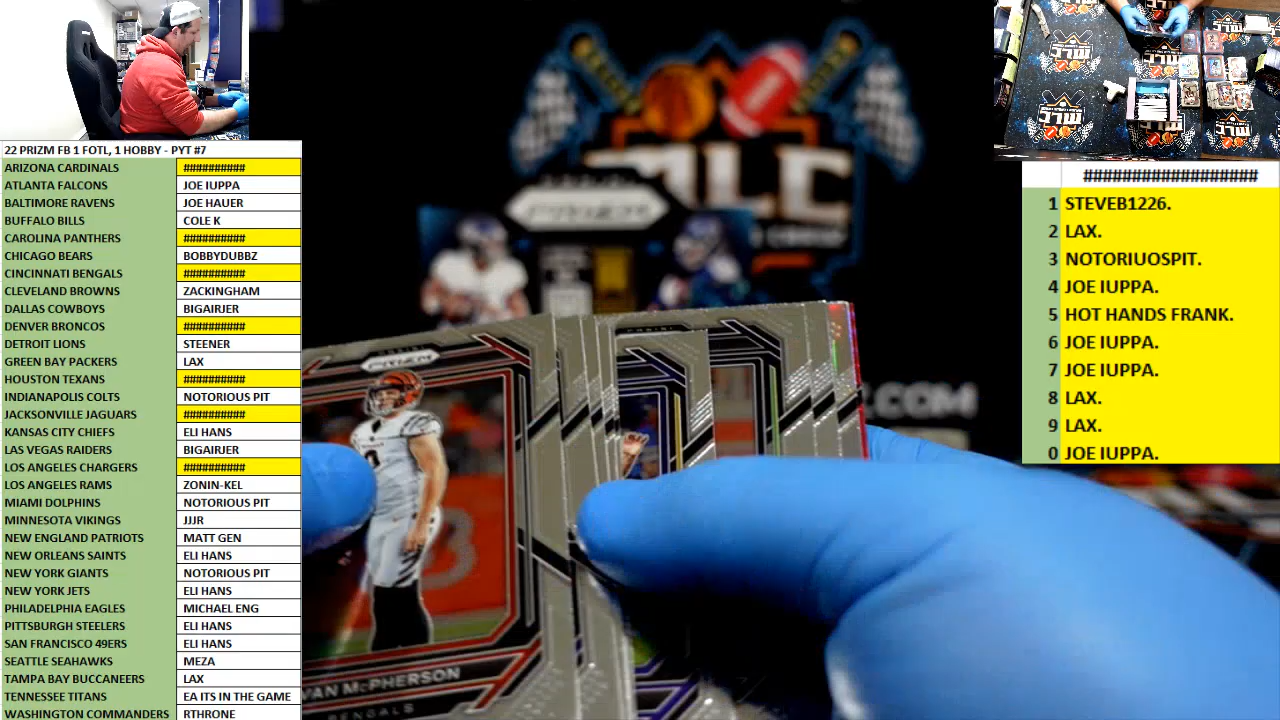 22 PRIZM FB 1 FOTL, 1 HOBBY - PYT #7
ARIZONA CARDINALS ##########
ATLANTA FALCONS JOE IUPPA
BALTIMORE RAVENS JOE HAUER
BUFFALO BILLS COLE K
CAROLINA PANTHERS ##########
CHICAGO BEARS BOBBYDUBBZ
CINCINNATI BENGALS ##########
CLEVELAND BROWNS ZACKINGHAM
DALLAS COWBOYS BIGAIRJER
DENVER BRONCOS ##########
DETROIT LIONS STEENER
GREEN BAY PACKERS LAX
HOUSTON TEXANS ##########
INDIANAPOLIS COLTS NOTORIOUS PIT
JACKSONVILLE JAGUARS ##########
KANSAS CITY CHIEFS ELI HANS
LAS VEGAS RAIDERS BIGAIRJER
LOS ANGELES CHARGERS ##########
LOS ANGELES RAMS ZONIN-KEL
MIAMI DOLPHINS NOTORIOUS PIT
MINNESOTA VIKINGS JJJR
NEW ENGLAND PATRIOTS MATT GEN
NEW ORLEANS SAINTS ELI HANS
NEW YORK GIANTS NOTORIOUS PIT
NEW YORK JETS ELI HANS
PHILADELPHIA EAGLES MICHAEL ENG
PITTSBURGH STEELERS ELI HANS
SAN FRANCISCO 49ERS ELI HANS
SEATTLE SEAHAWKS MEZA
TAMPA BAY BUCCANEERS LAX
TENNESSEE TITANS EA ITS IN THE GAME
WASHINGTON COMMANDERS RTHRONE
##################
1 STEVEB1226.
2 LAX.
3 NOTORIUOSPIT.
4 JOE IUPPA.
5 HOT HANDS FRANK.
6 JOE IUPPA.
7 JOE IUPPA.
8 LAX.
9 LAX.
0 JOE IUPPA.
MLC
PRIZM
.COM
PRIZM
VAN McPHERSON
BENGALS